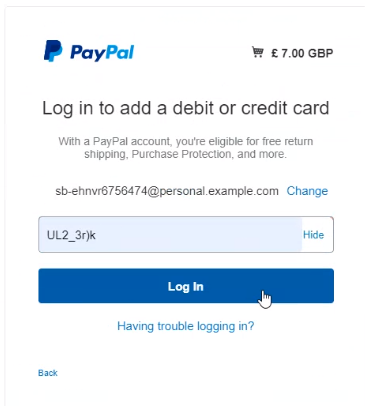 PayPal £ 7.00 GBP
Log in to add a debit or credit card
With a PayPal account, you're eligible for free return
shipping, Purchase Protection, and more.
sb-ehnvr6756474@personal.example.com Change
UL2_3r)k Hide
Log In
Having trouble logging in?
Back